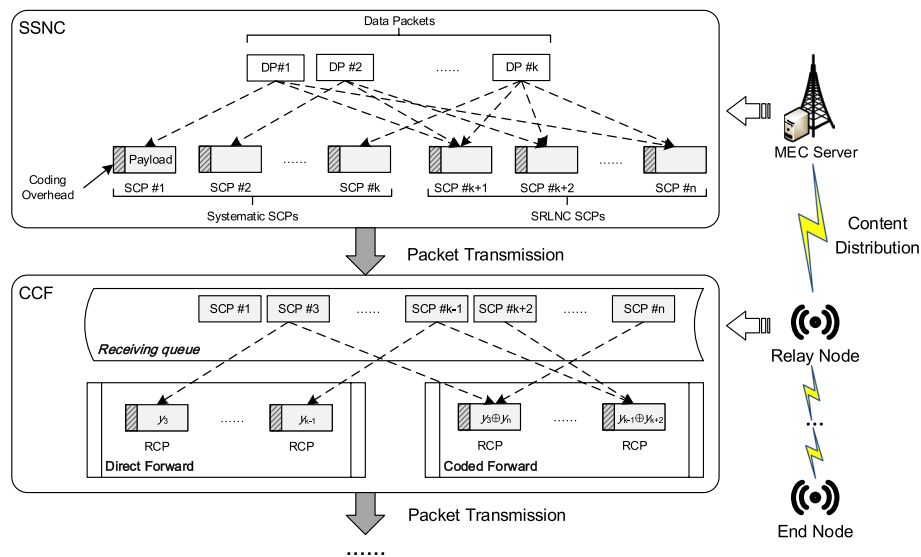 SSNC
Data Packets
DP#1 DP #2 ...... DP #k
Payload
Coding
Overhead
SCP #1 SCP #2 ...... SCP #k SCP #k+1 SCP #k+2 ...... SCP #n
Systematic SCPs SRLNC SCPs
MEC Server
Packet Transmission
Content
Distribution
CCF
SCP #1 SCP #3 ...... SCP #k-1 SCP #k+2 ...... SCP #n
Receiving queue
Relay Node
y3 ...... yk-1 y3⊕yn ...... yk-1⊕yk+2
RCP RCP RCP RCP
Direct Forward Coded Forward
...
Packet Transmission
End Node
......